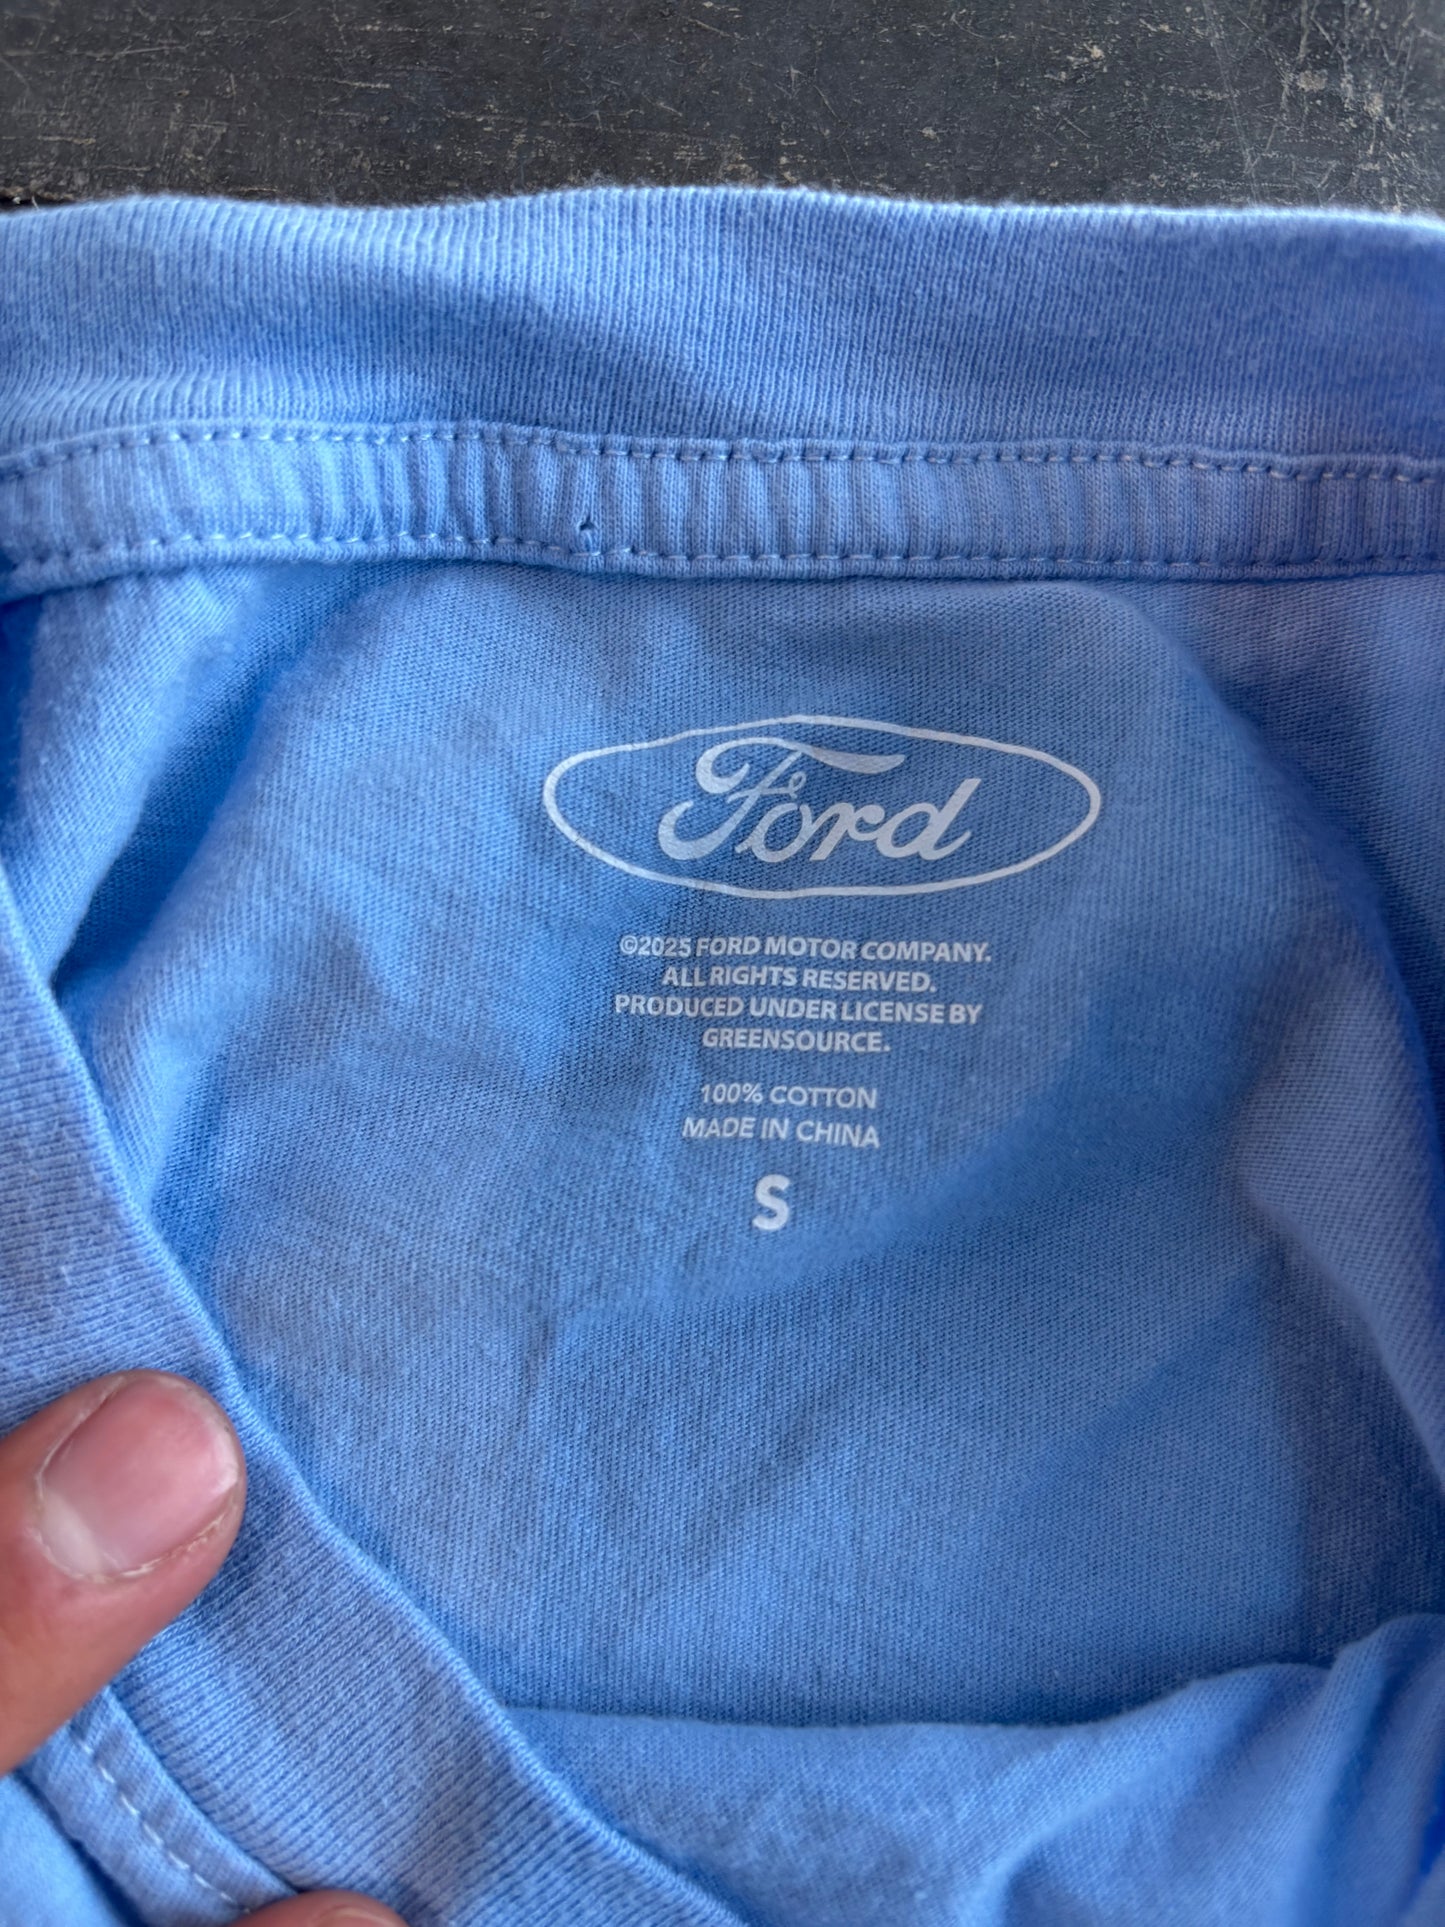 Ford
©2025 FORD MOTOR COMPANY.
ALL RIGHTS RESERVED.
PRODUCED UNDER LICENSE BY
GREENSOURCE.
100% COTTON
MADE IN CHINA
S